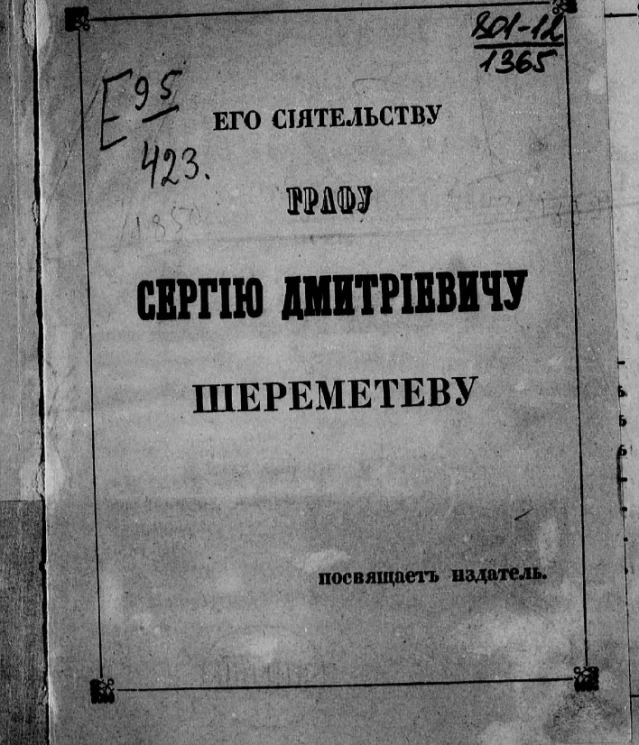 801-12
1365
E 95
423.
ЕГО СІЯТЕЛЬСТВУ
ГРАФУ
СЕРГІЮ ДМИТРІЕВИЧУ
ШЕРЕМЕТЕВУ
посвящаетъ издатель.